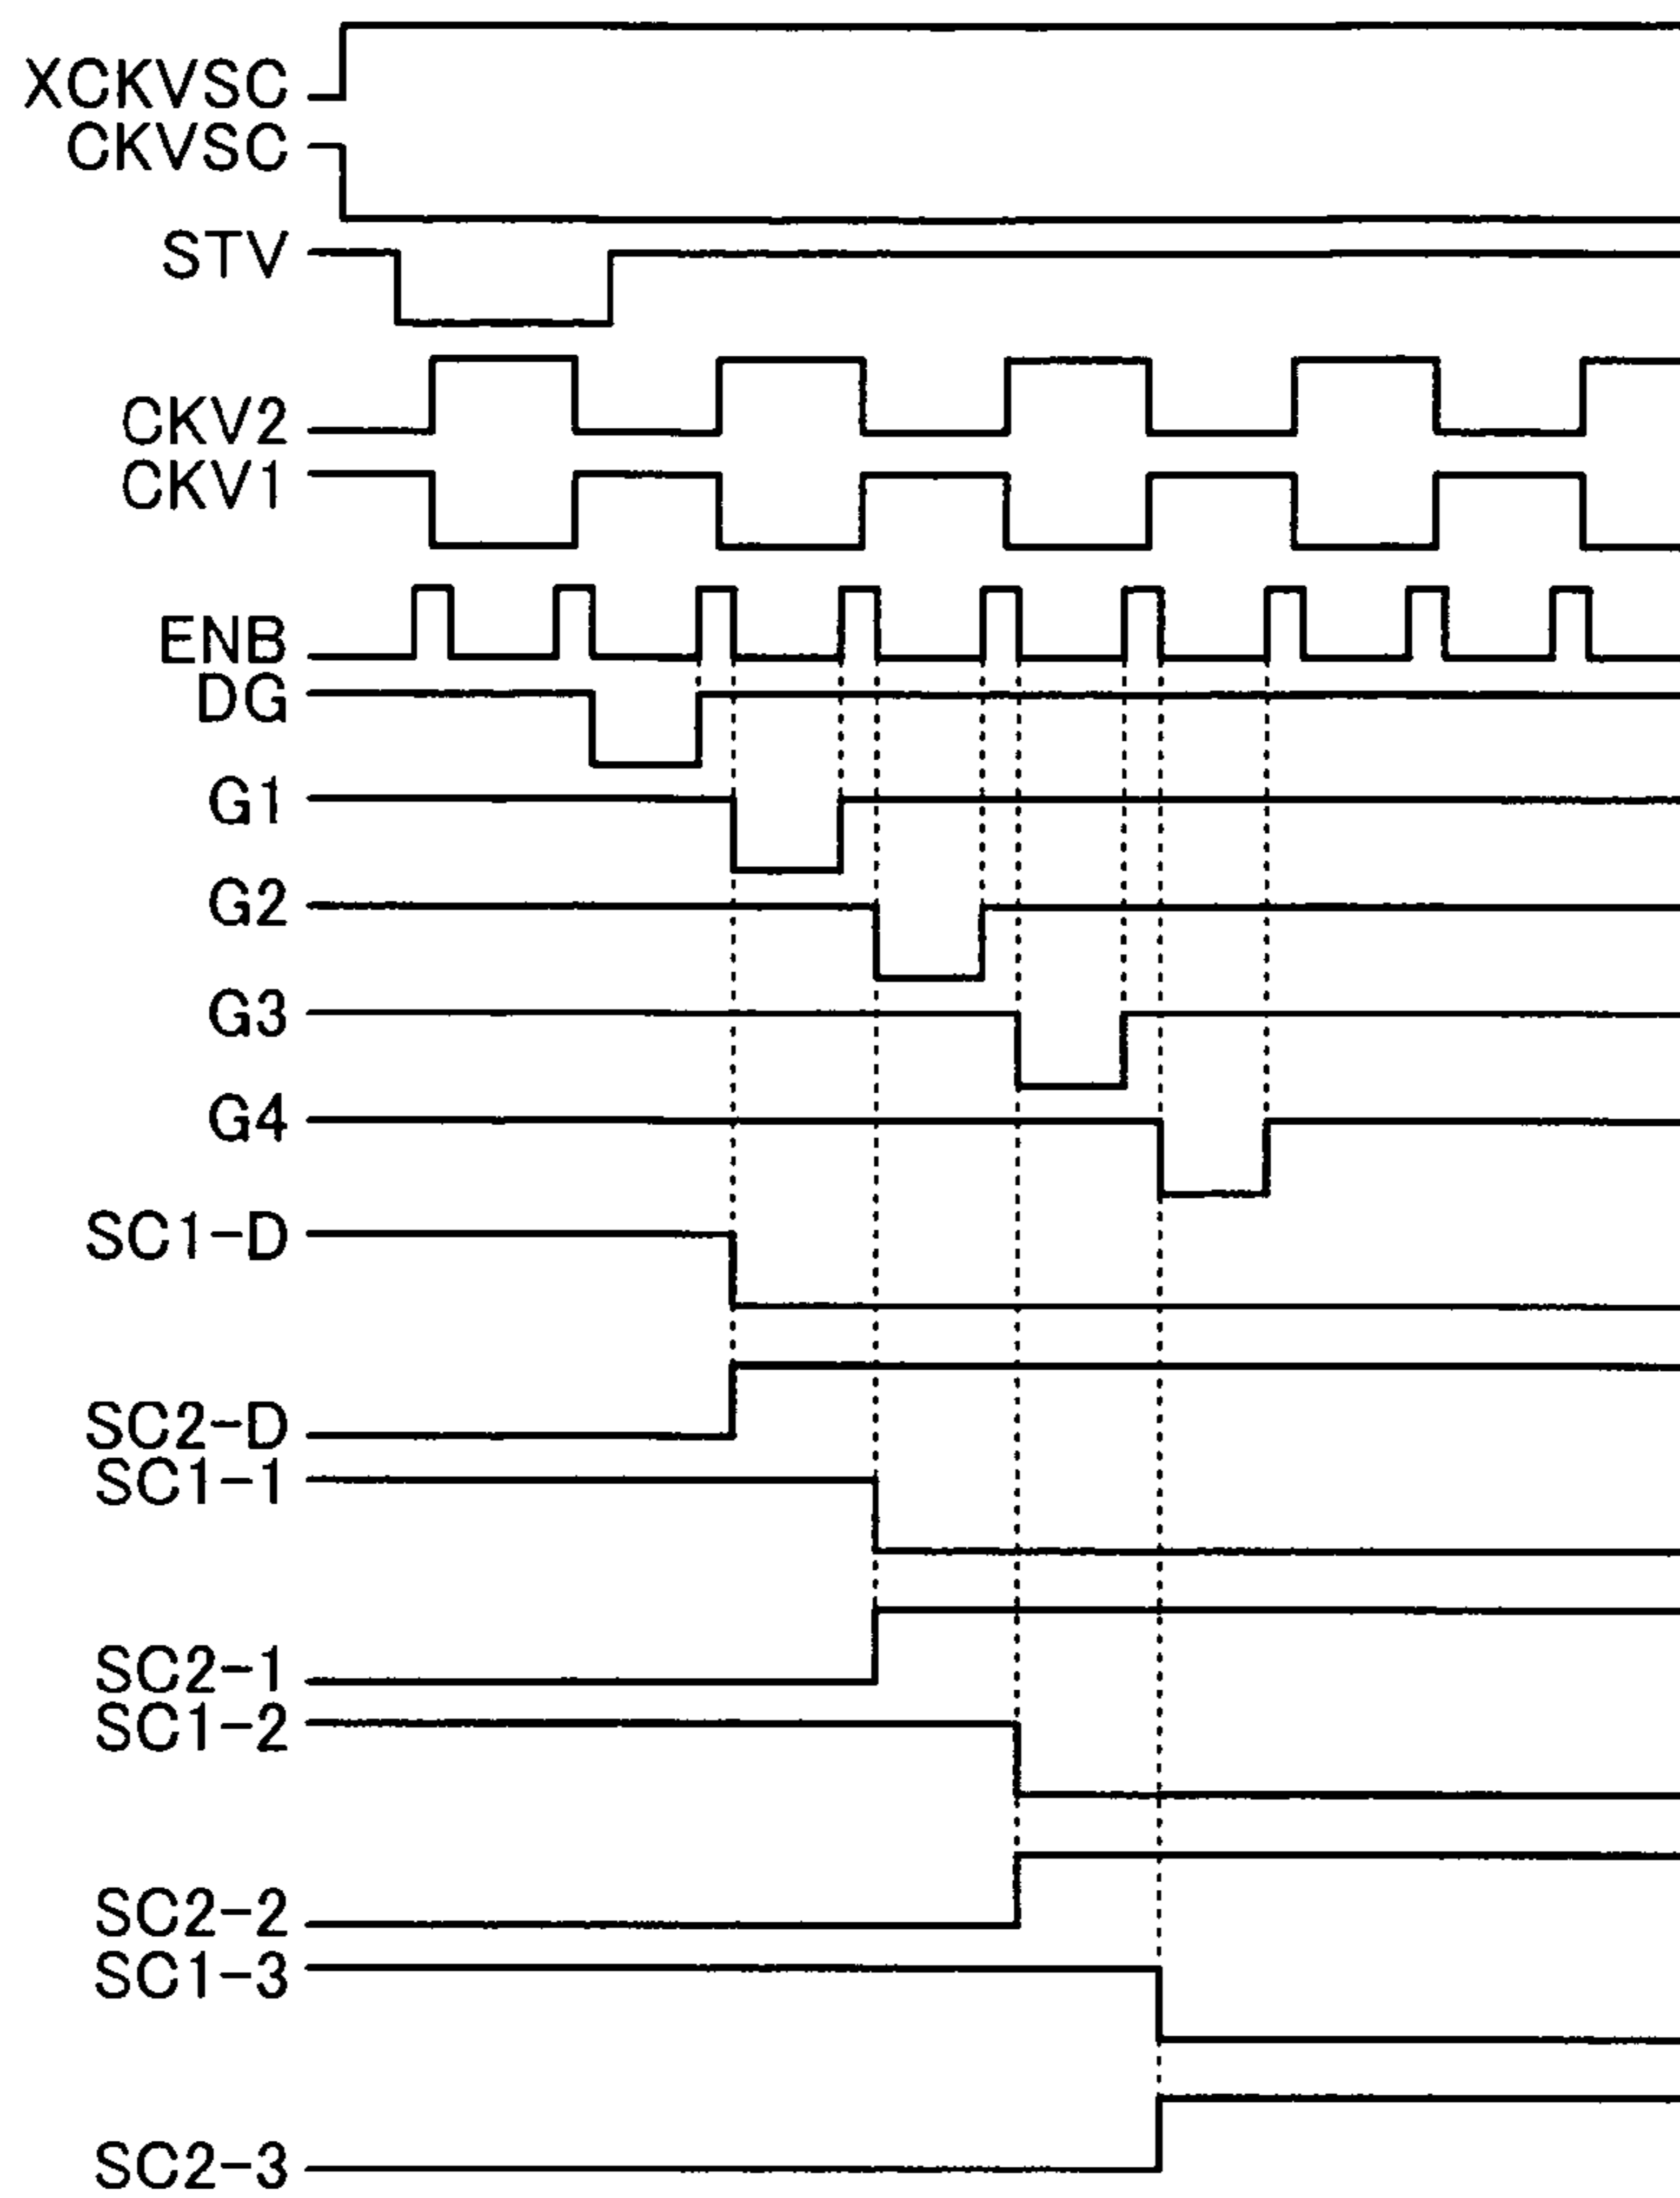 XCKVSC
CKVSC
STV
CKV2
CKV1
ENB
DG
G1
G2
G3
G4
SC1-D
SC2-D
SC1-1
SC2-1
SC1-2
SC2-2
SC1-3
SC2-3